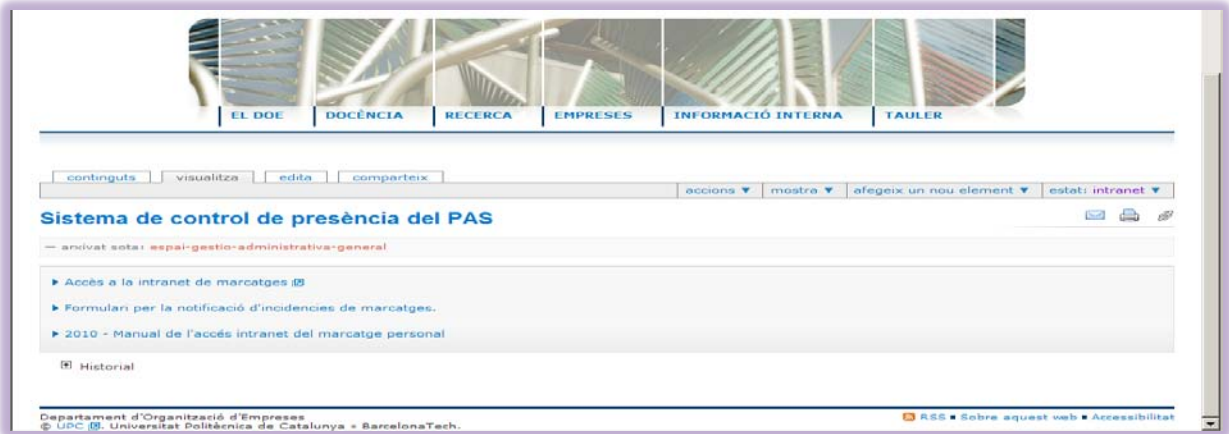 EL DOE DOCÈNCIA RECERCA EMPRESES INFORMACIÓ INTERNA TAULER
continguts visualitza edita comparteix
accions ▼ mostra ▼ afegeix un nou element ▼ estat: intranet ▼
Sistema de control de presència del PAS
— arxivat sota: espai-gestio-administrativa-general
Accès a la intranet de marcatges
Formulari per la notificació d'incidencies de marcatges.
2010 - Manual de l'accés intranet del marcatge personal
Historial
Departament d'Organització d'Empreses
© UPC. Universitat Politècnica de Catalunya • BarcelonaTech.
RSS ▪ Sobre aquest web ▪ Accessibilitat